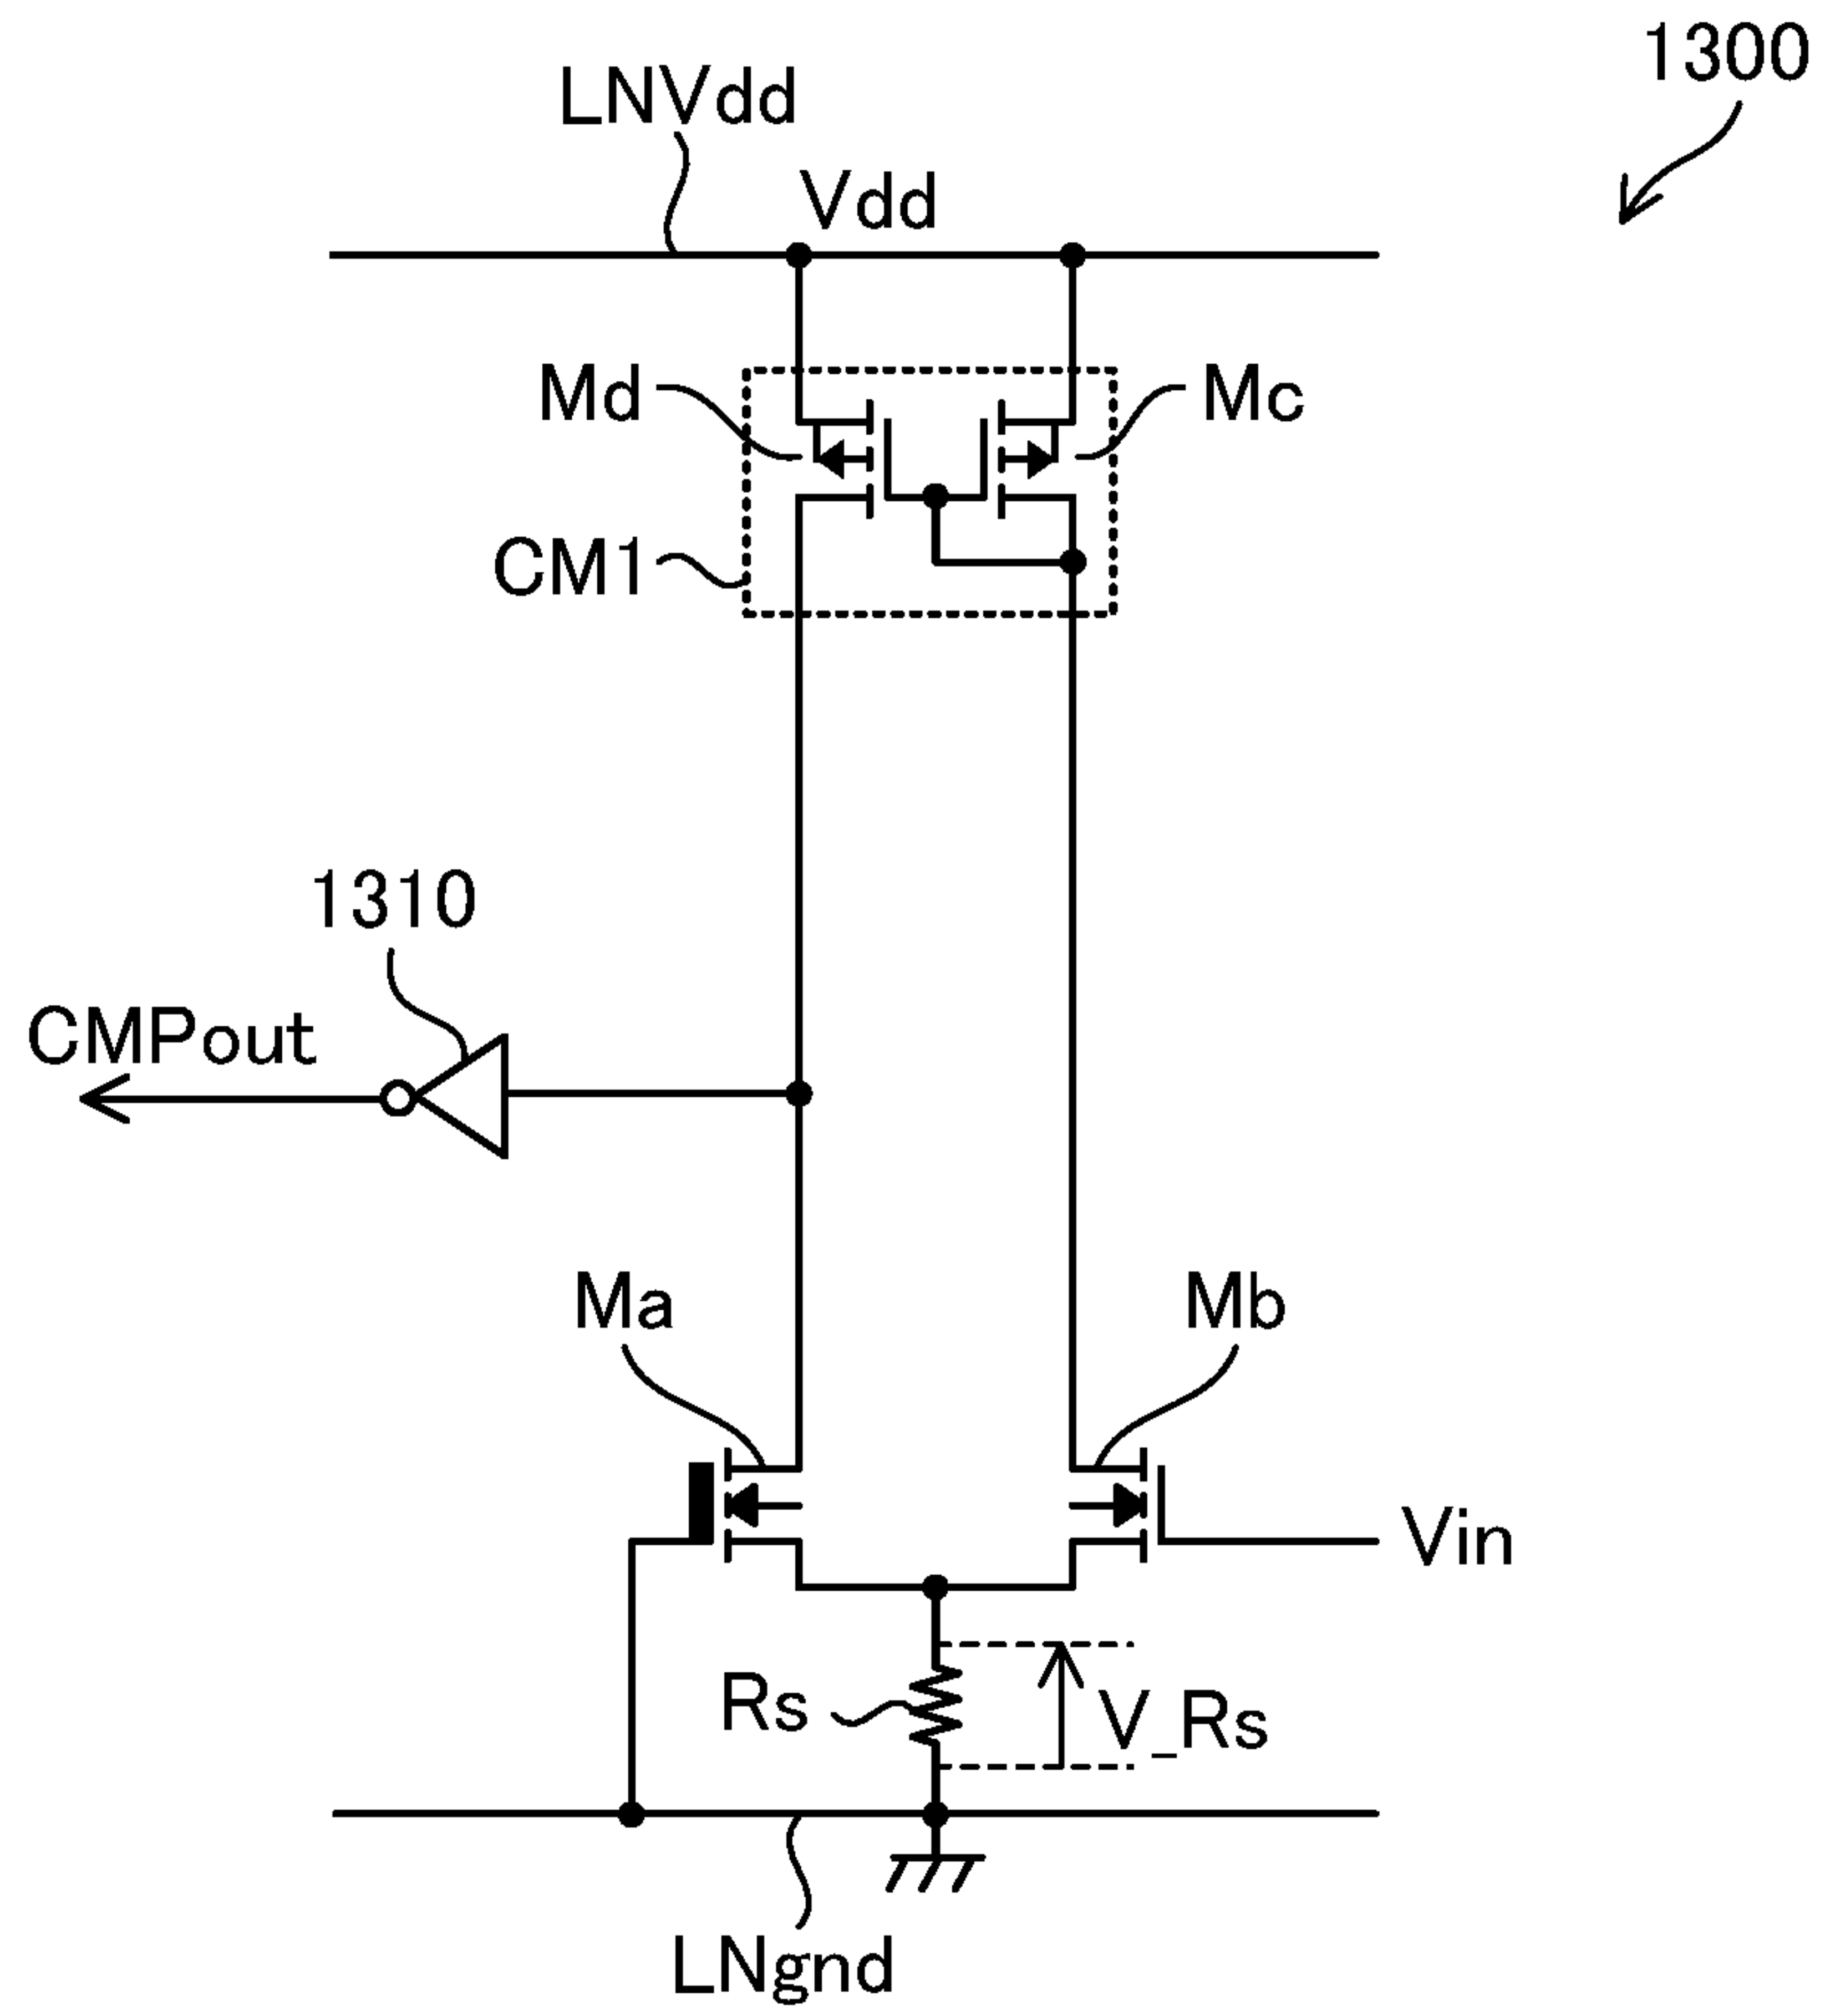 1300
LNVdd
Vdd
Md
Mc
CM1
1310
CMPout
Ma
Mb
Vin
Rs
V_Rs
LNgnd